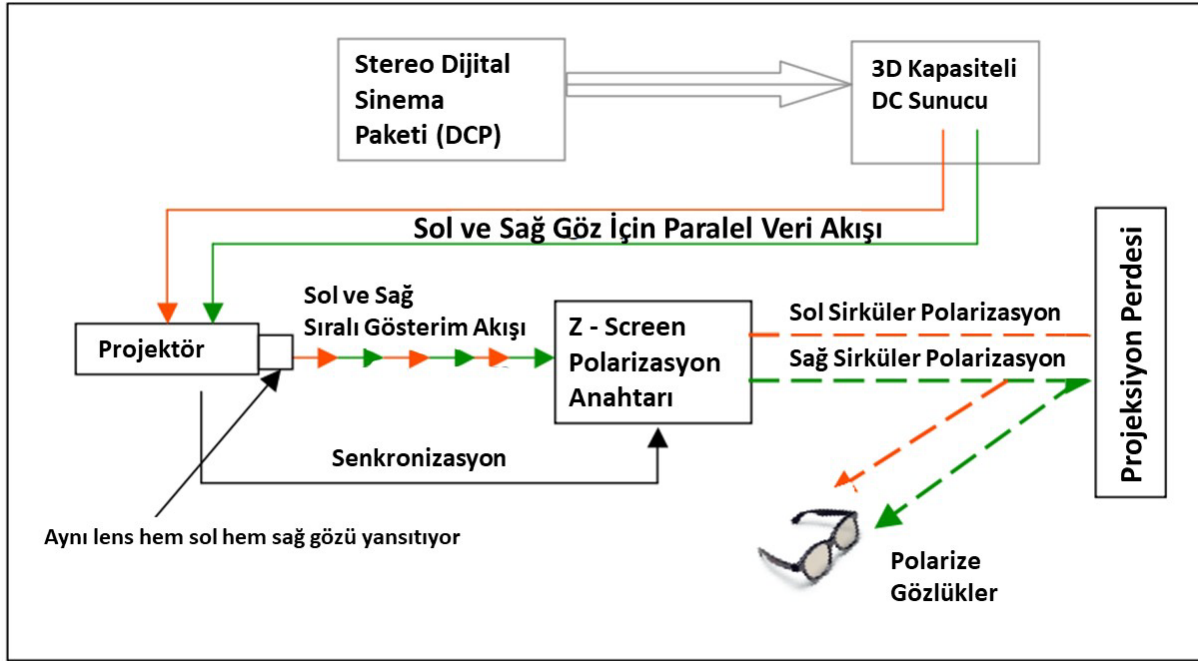 Stereo Dijital
Sinema
Paketi (DCP)
3D Kapasiteli
DC Sunucu
Sol ve Sağ Göz İçin Paralel Veri Akışı
Projektör
Sol ve Sağ
Sıralı Gösterim Akışı
Z - Screen
Polarizasyon
Anahtarı
Sol Sirküler Polarizasyon
Sağ Sirküler Polarizasyon
Projeksiyon Perdesi
Senkronizasyon
Aynı lens hem sol hem sağ gözü yansıtıyor
Polarize
Gözlükler